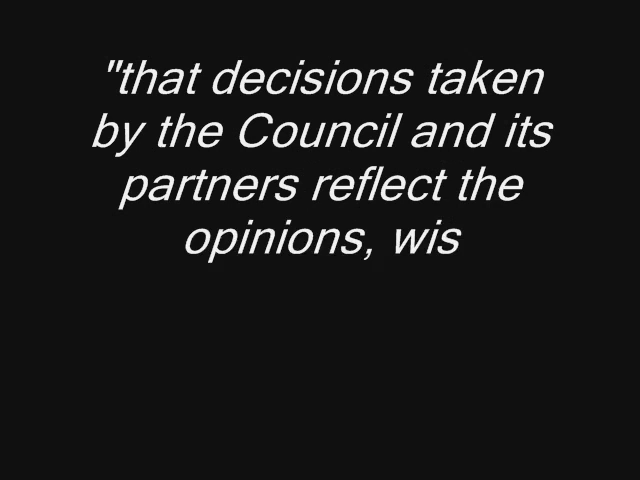 "that decisions taken
by the Council and its
partners reflect the
opinions, wis